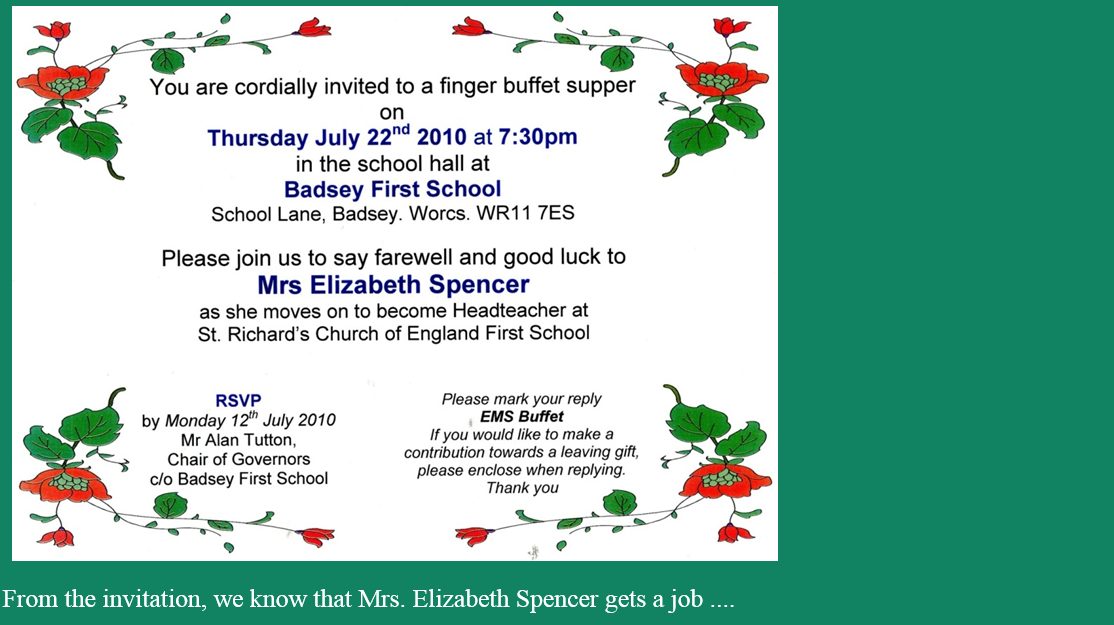 You are cordially invited to a finger buffet supper
on
Thursday July 22nd 2010 at 7:30pm
in the school hall at
Badsey First School
School Lane, Badsey. Worcs. WR11 7ES
Please join us to say farewell and good luck to
Mrs Elizabeth Spencer
as she moves on to become Headteacher at
St. Richard's Church of England First School
RSVP
by Monday 12th July 2010
Mr Alan Tutton,
Chair of Governors
c/o Badsey First School
Please mark your reply
EMS Buffet
If you would like to make a
contribution towards a leaving gift,
please enclose when replying.
Thank you
From the invitation, we know that Mrs. Elizabeth Spencer gets a job ....